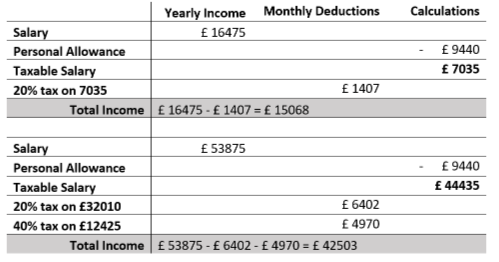 Yearly Income Monthly Deductions Calculations
Salary £ 16475
Personal Allowance - £ 9440
Taxable Salary £ 7035
20% tax on 7035 £ 1407
Total Income £ 16475 - £ 1407 = £ 15068
Salary £ 53875
Personal Allowance - £ 9440
Taxable Salary £ 44435
20% tax on £32010 £ 6402
40% tax on £12425 £ 4970
Total Income £ 53875 - £ 6402 - £ 4970 = £ 42503